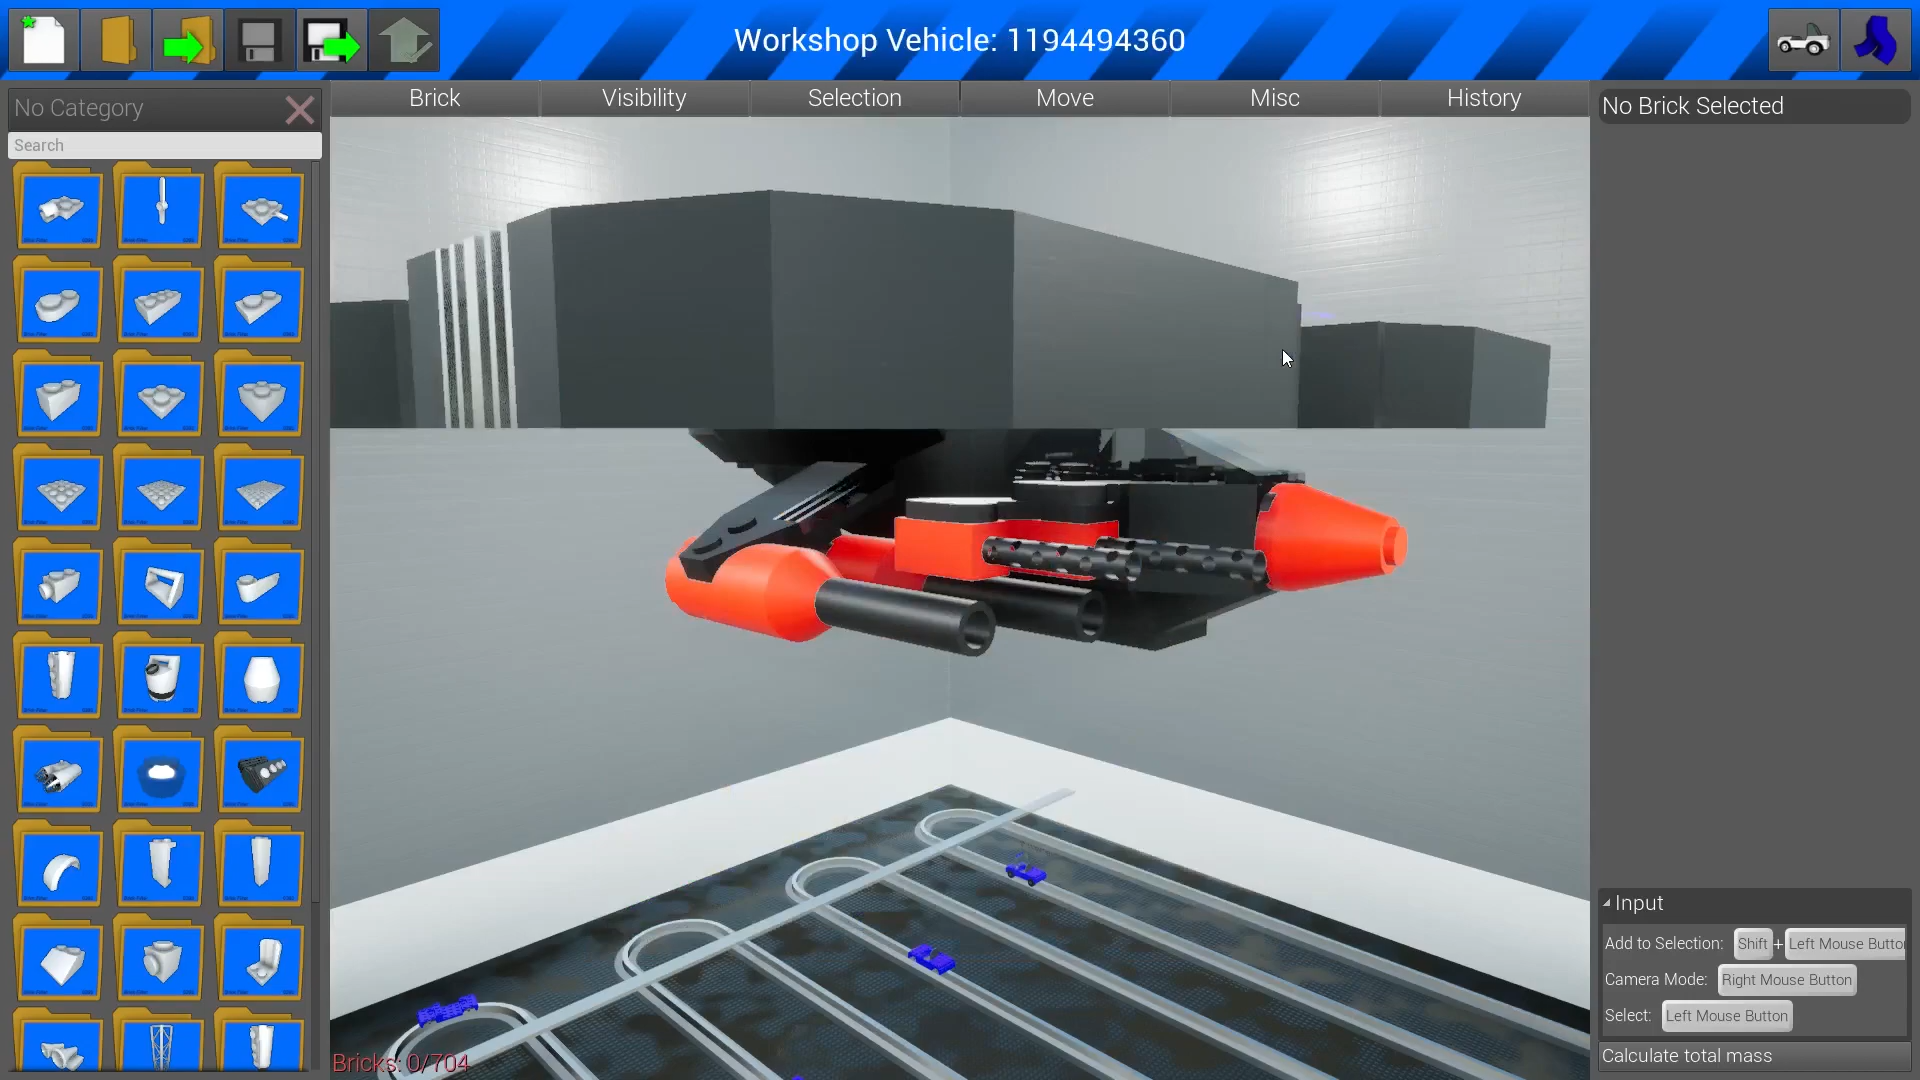 Workshop Vehicle: 1194494360
No Category
Search
Brick
Visibility
Selection
Move
Misc
History
No Brick Selected
Input
Add to Selection: Shift + Left Mouse Butto
Camera Mode: Right Mouse Button
Select: Left Mouse Button
Calculate total mass
Bricks: 0/704